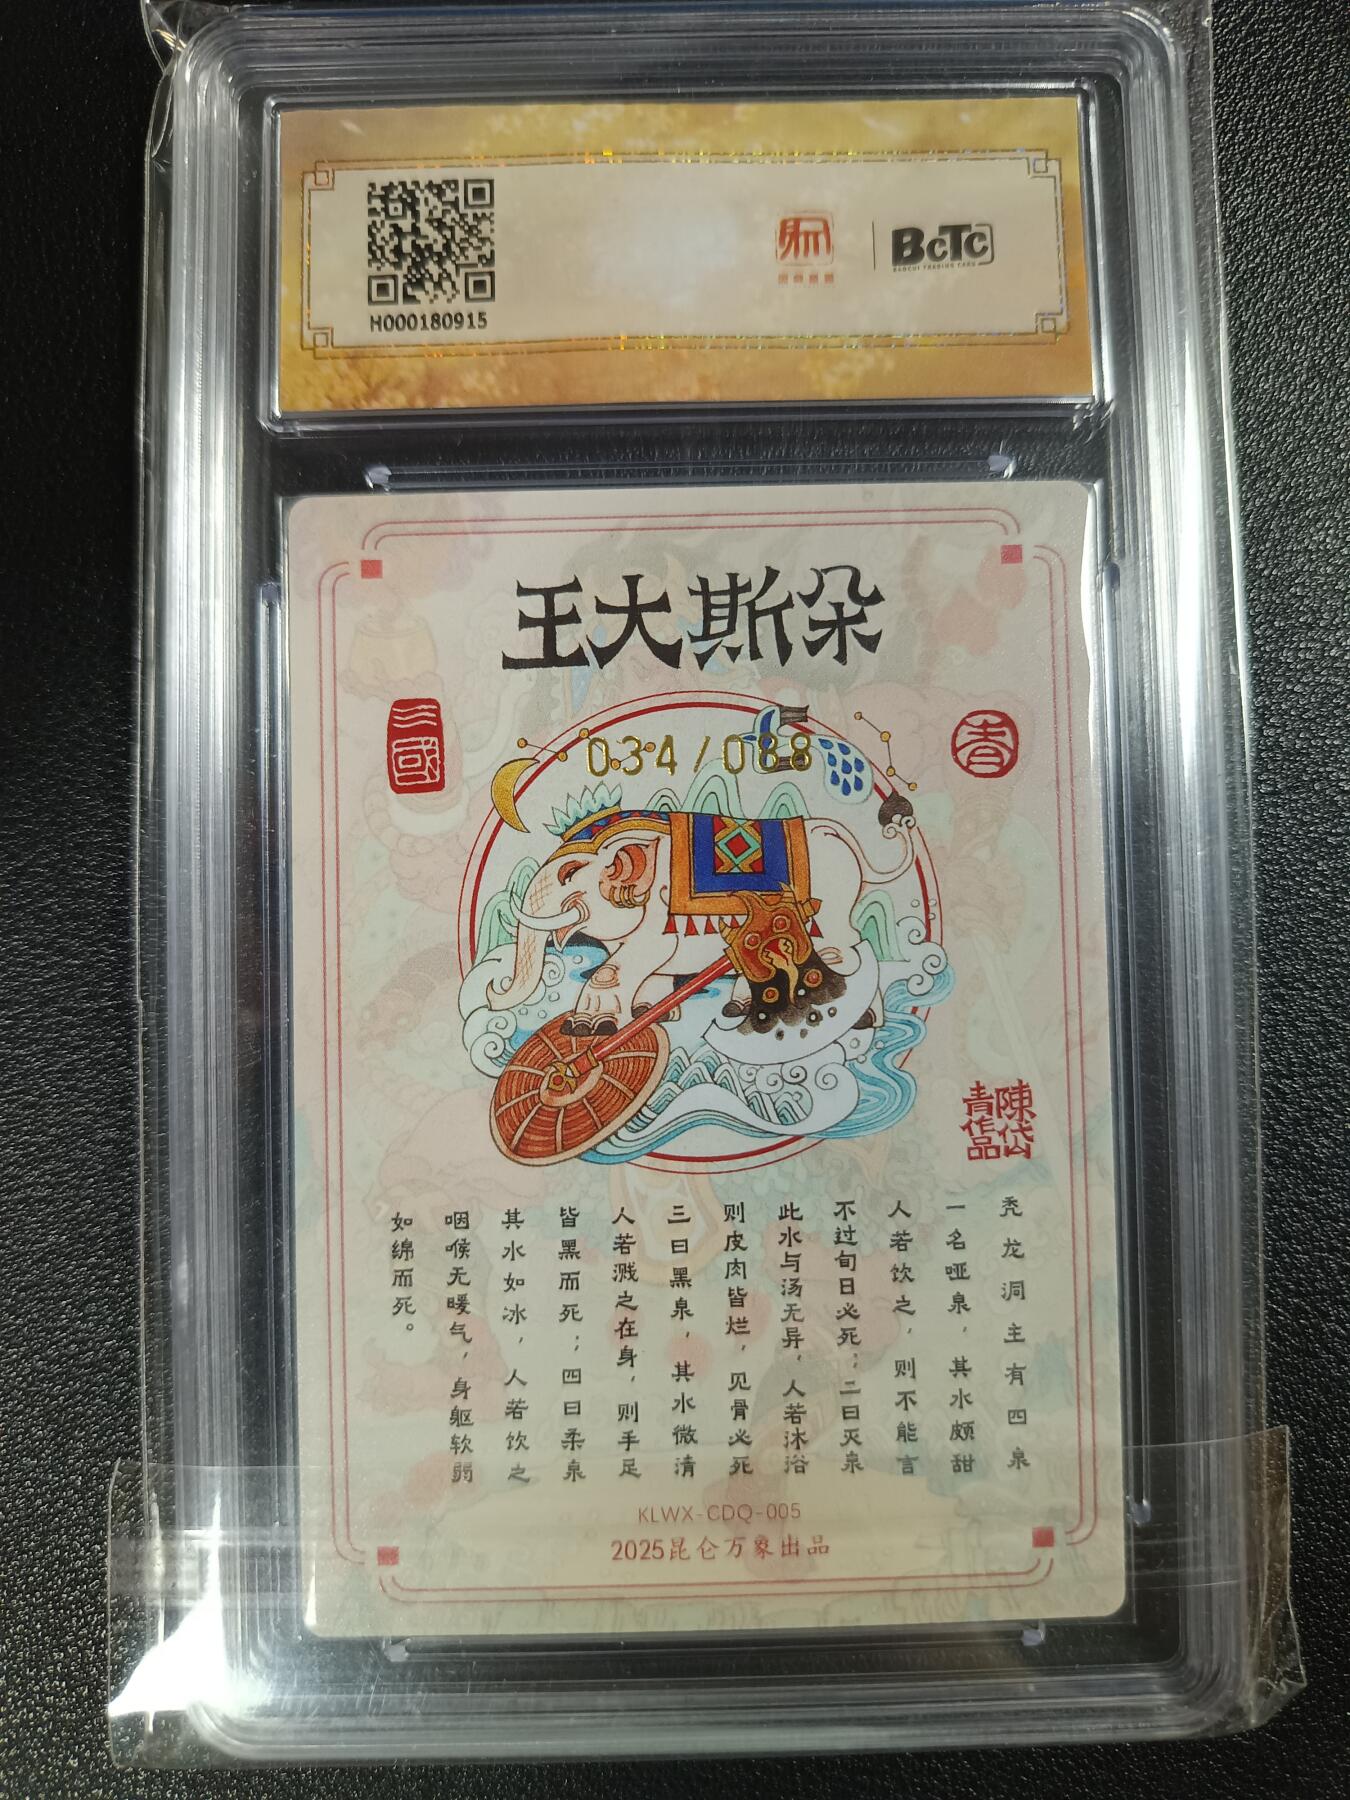 H000180915
BCTC
BAOCUI TRADING CARD
王大斯朵
034/088
三國
春
陳岱
青作品
秃龙洞主有四泉
一名哑泉，其水颇甜
人若饮之，则不能言
不过旬日必死；二曰灭泉
此水与汤无异，人若沐浴
则皮肉皆烂，见骨必死
三曰黑泉，其水微清
人若溅之在身，则手足
皆黑而死；四曰柔泉
其水如冰，人若饮之
咽喉无暖气，身躯软弱
如绵而死。
KLWX-CDQ-005
2025昆仑万象出品